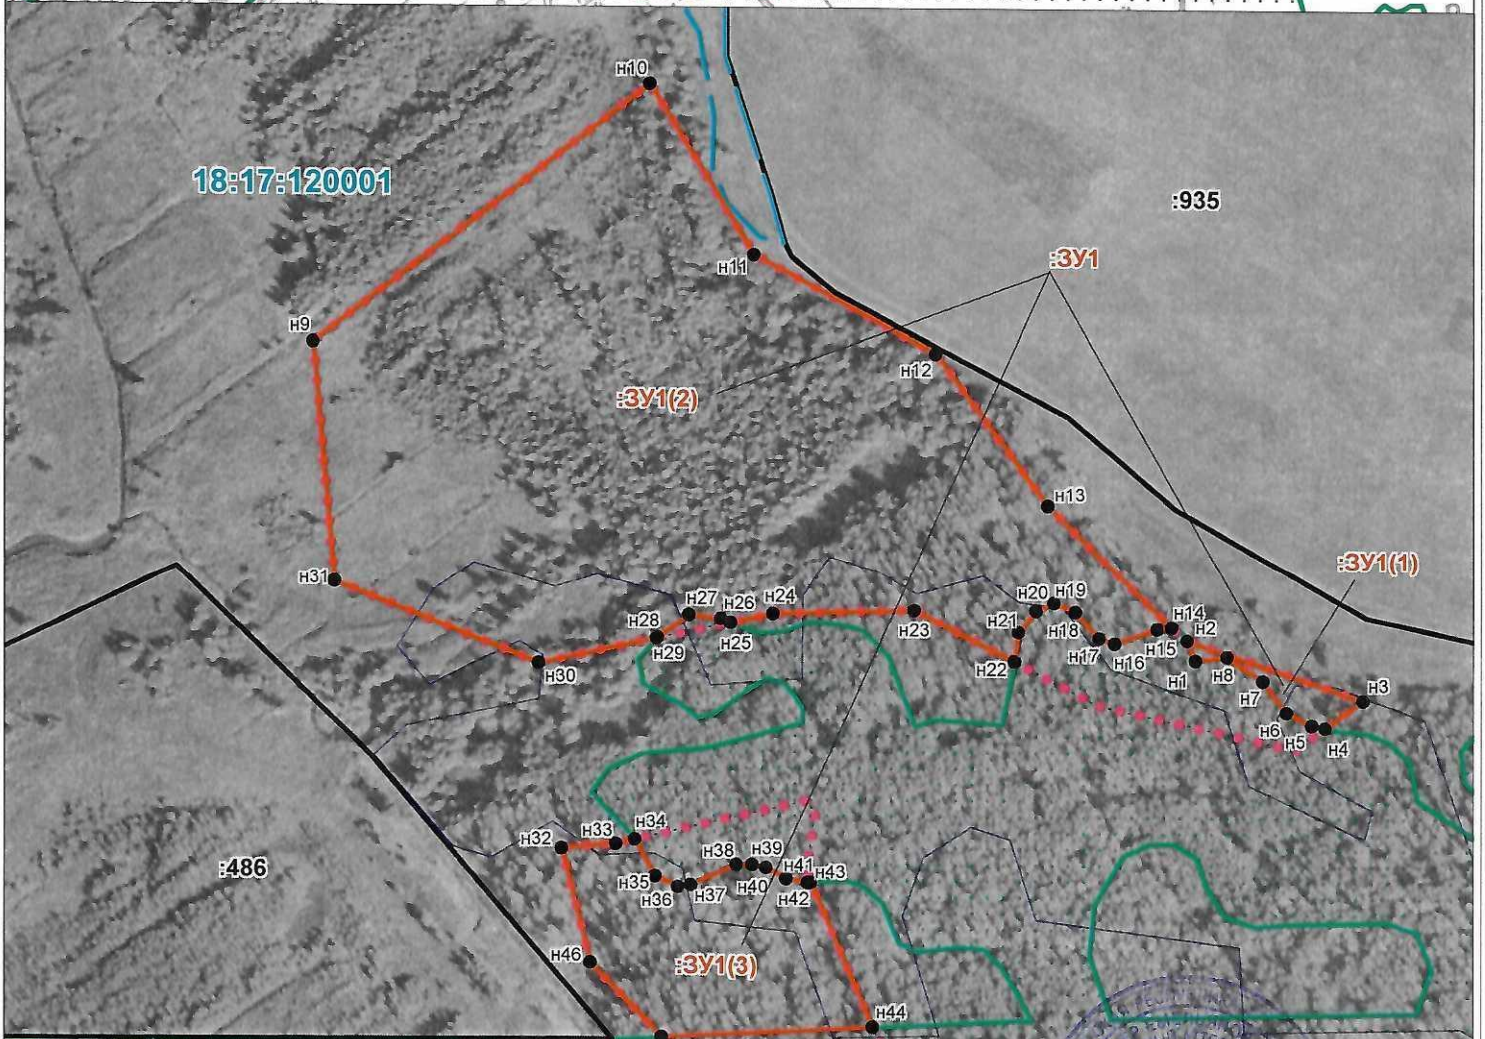 н10
18:17:120001
:935
:ЗУ1
н11
н9
н12
:ЗУ1(2)
н13
:ЗУ1(1)
н31
н20
н19
н27
н26
н24
н14
н28
н21
н2
н23
н18
н25
н15
н17
н29
н16
н30
н22
н1
н8
н3
н7
н6
н5
н4
н34
н33
н32
н38
н39
н41
н43
:486
н35
н40
н36
н37
н42
н46
:ЗУ1(3)
н44